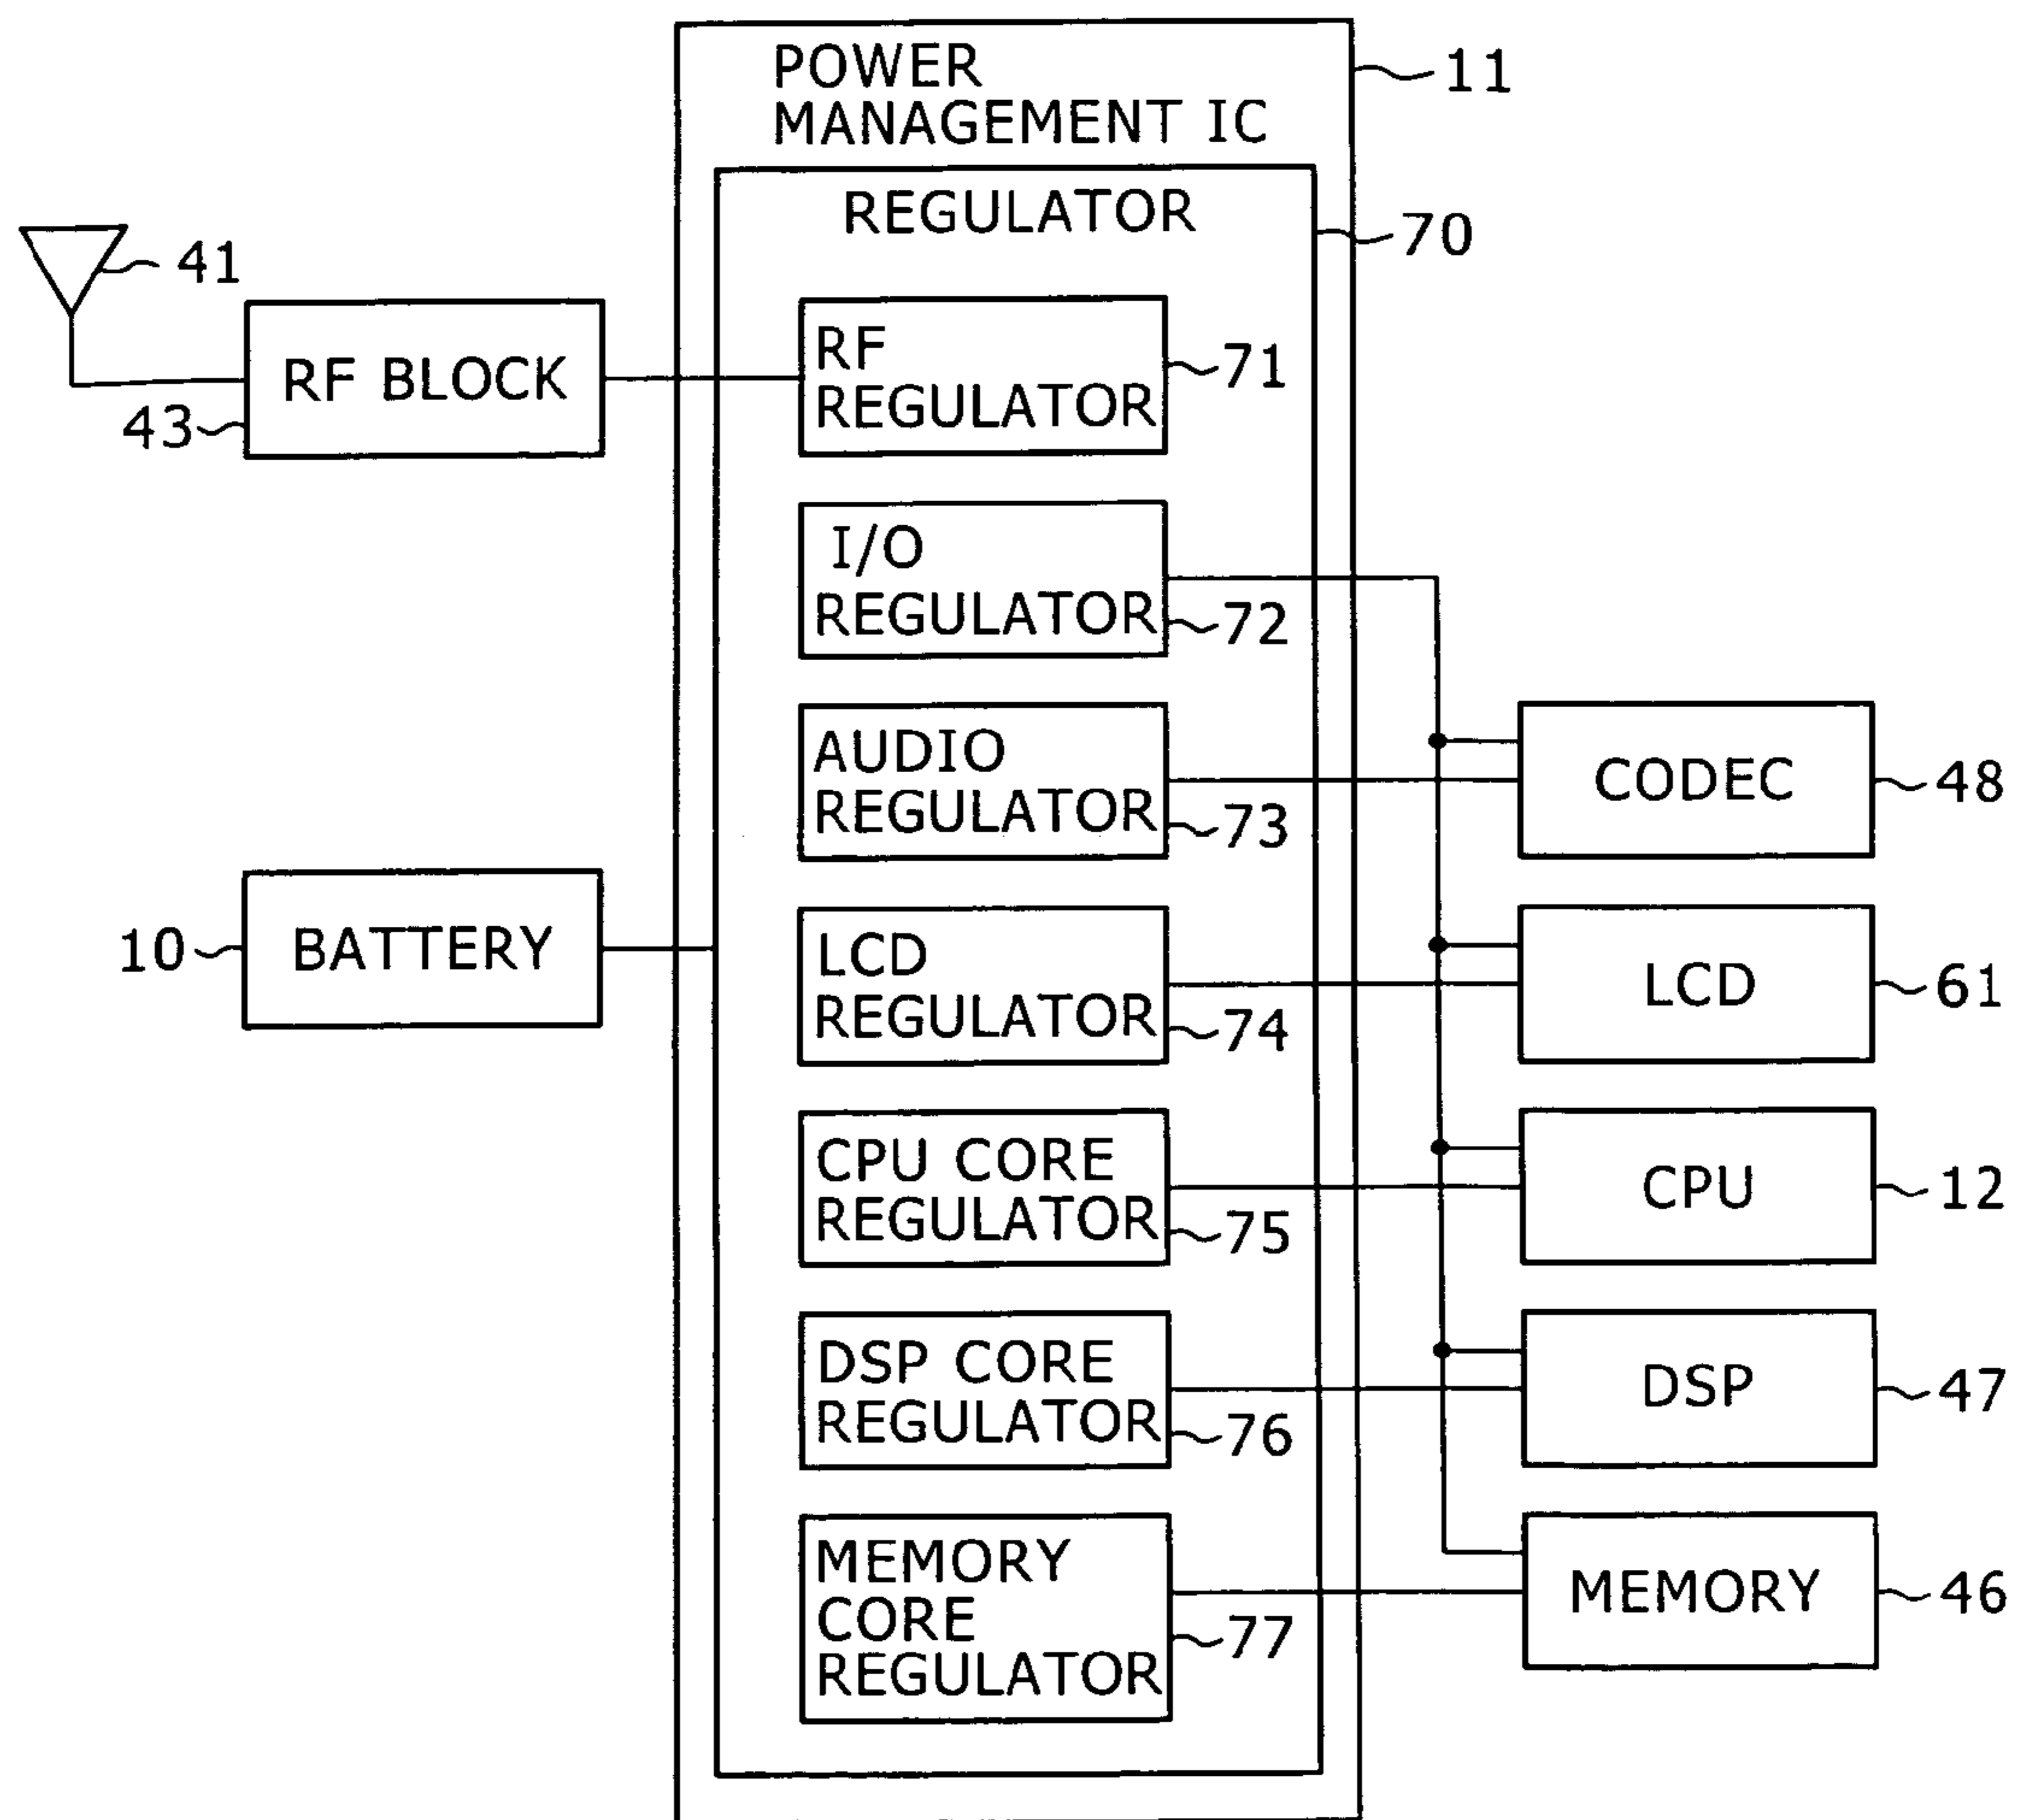 POWER
MANAGEMENT IC
11
REGULATOR
70
41
RF BLOCK
43
RF
REGULATOR
71
I/O
REGULATOR
72
AUDIO
REGULATOR
73
CODEC
48
10
BATTERY
LCD
REGULATOR
74
LCD
61
CPU CORE
REGULATOR
75
CPU
12
DSP CORE
REGULATOR
76
DSP
47
MEMORY
CORE
REGULATOR
77
MEMORY
46